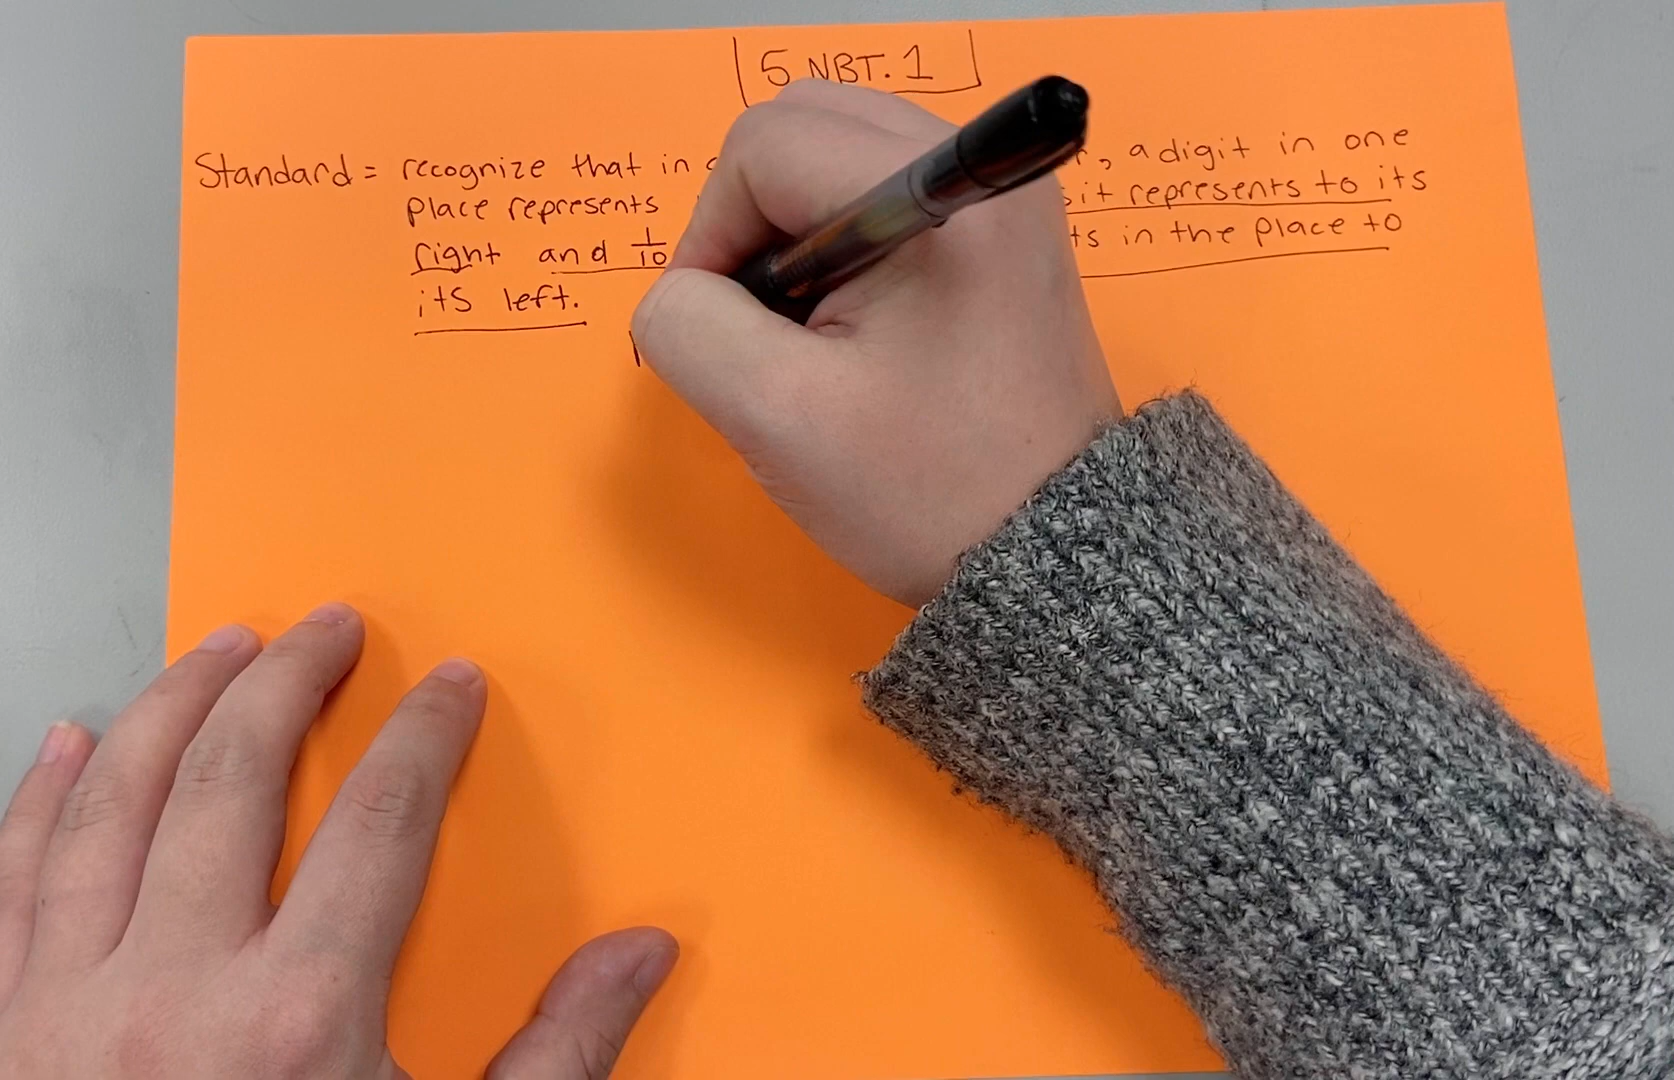 5 NBT. 1
Standard = recognize that in , a digit in one
place represents it represents to its
right and 1/10 in the place to
its left.